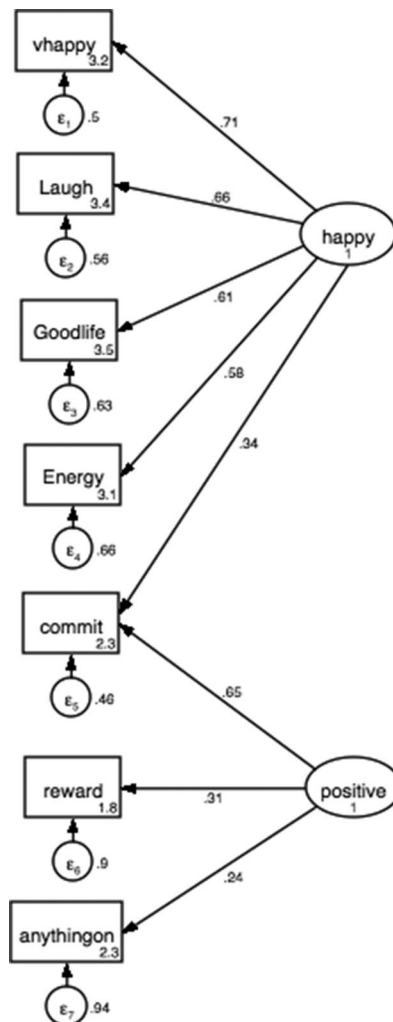 vhappy
3.2
ε1 .5
.71
Laugh
3.4
.66
ε2 .56
happy
1
Goodlife
3.5
.61
ε3 .63
.58
Energy
3.1
.34
ε4 .66
commit
2.3
ε5 .46
.65
reward
1.8
.31
positive
1
ε6 .9
.24
anythingon
2.3
ε7 .94